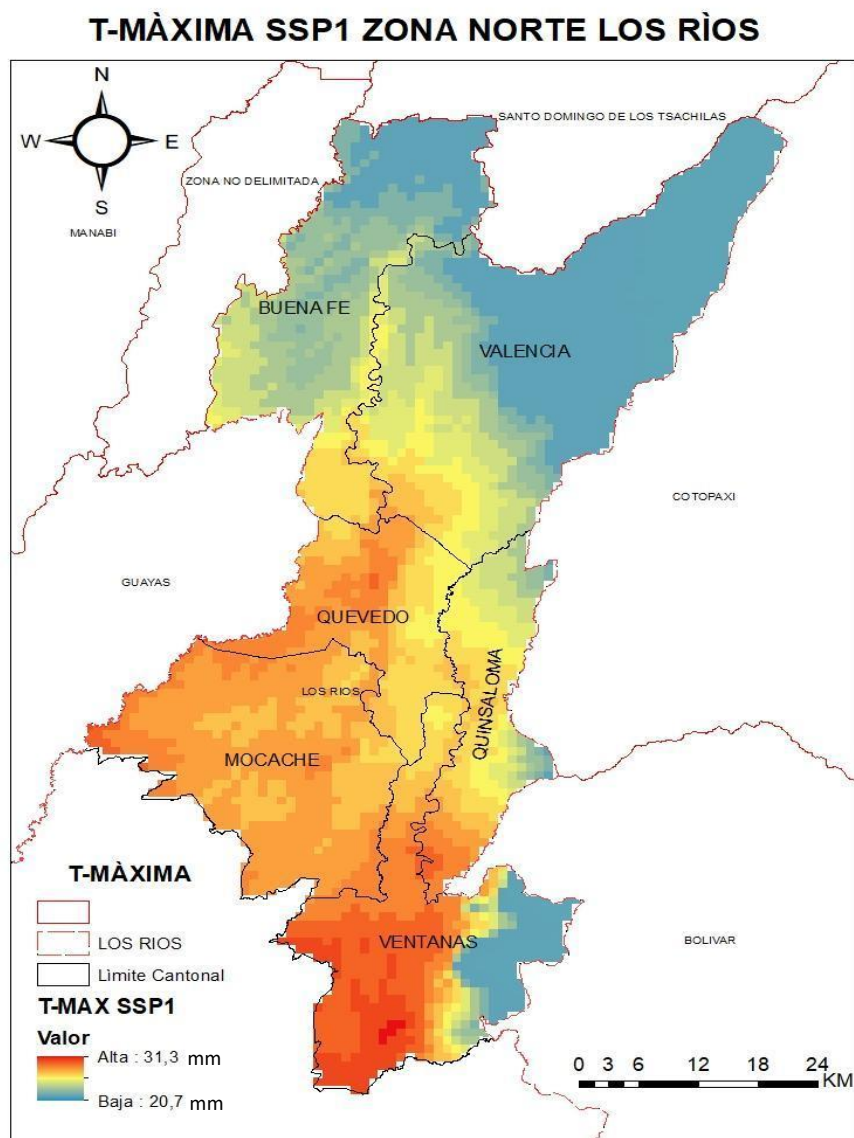 T-MÀXIMA SSP1 ZONA NORTE LOS RÌOS
N
W
E
S
SANTO DOMINGO DE LOS TSACHILAS
ZONA NO DELIMITADA
MANABI
BUENA FE
VALENCIA
COTOPAXI
GUAYAS
QUEVEDO
LOS RIOS
QUINSALOMA
MOCACHE
VENTANAS
BOLIVAR
T-MÀXIMA
LOS RIOS
Lìmite Cantonal
T-MAX SSP1
Valor
Alta : 31,3 mm
Baja : 20,7 mm
0 3 6 12 18 24
KM